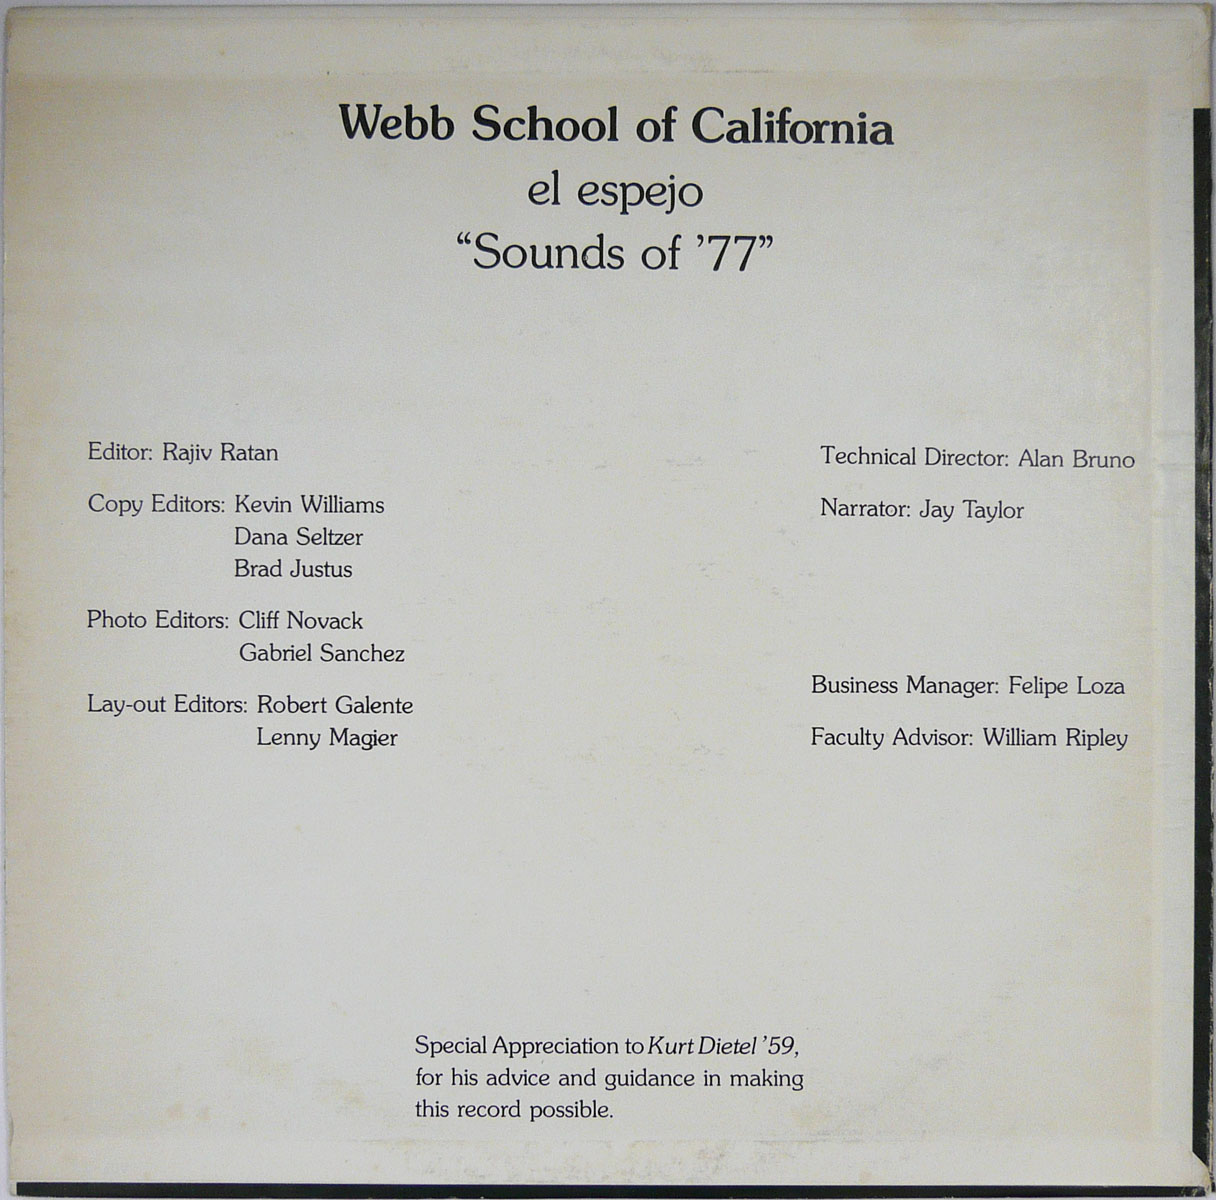 Webb School of California
el espejo
“Sounds of ’77”
Editor: Rajiv Ratan
Copy Editors: Kevin Williams
Dana Seltzer
Brad Justus
Photo Editors: Cliff Novack
Gabriel Sanchez
Lay-out Editors: Robert Galente
Lenny Magier
Technical Director: Alan Bruno
Narrator: Jay Taylor
Business Manager: Felipe Loza
Faculty Advisor: William Ripley
Special Appreciation to Kurt Dietel ’59,
for his advice and guidance in making
this record possible.